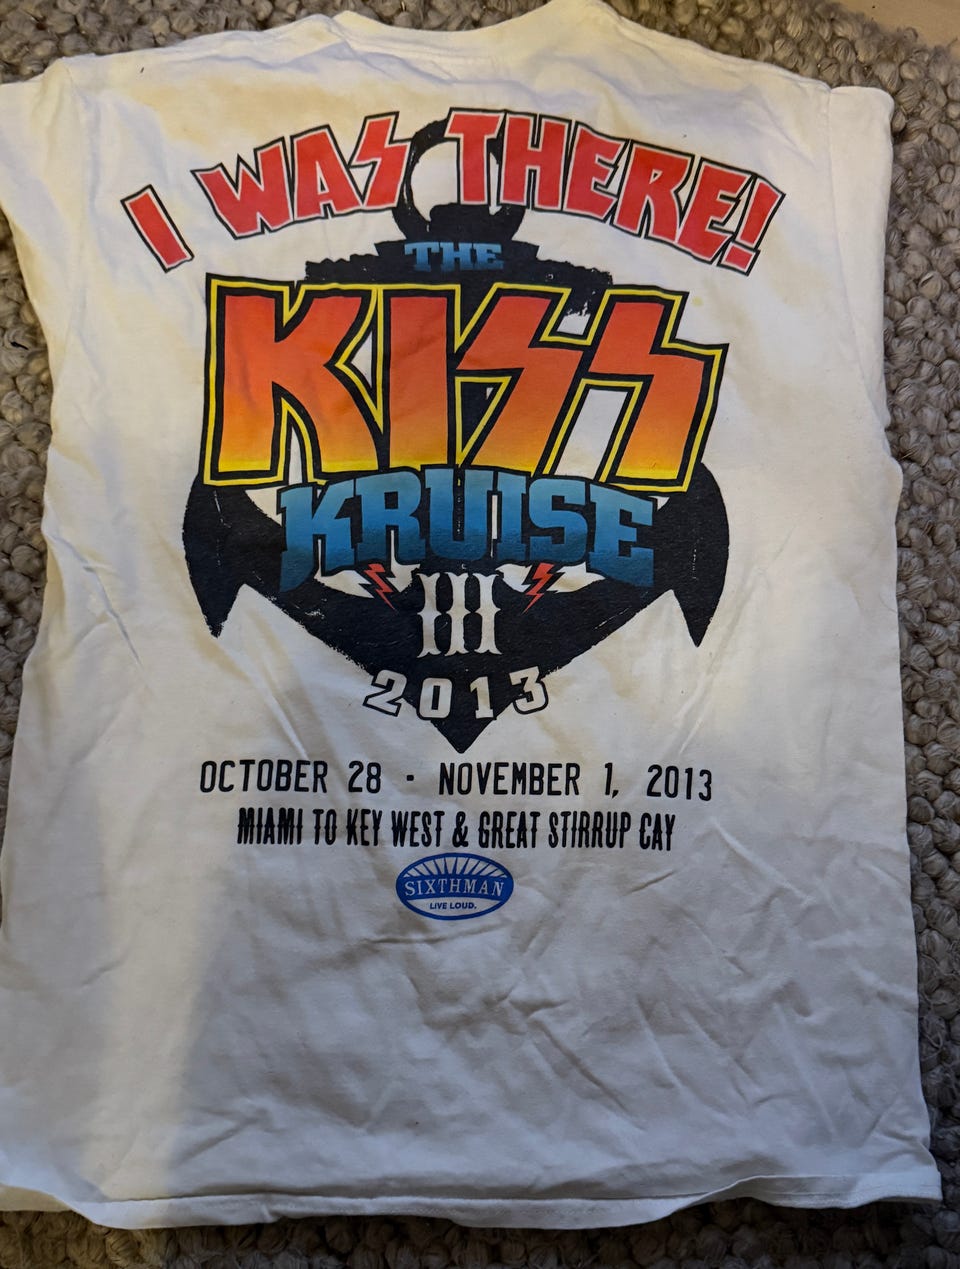 I WAS THERE!
THE
KISS
KRUISE
III
2013
OCTOBER 28 - NOVEMBER 1, 2013
MIAMI TO KEY WEST & GREAT STIRRUP CAY
SIXTHMAN
LIVE LOUD.